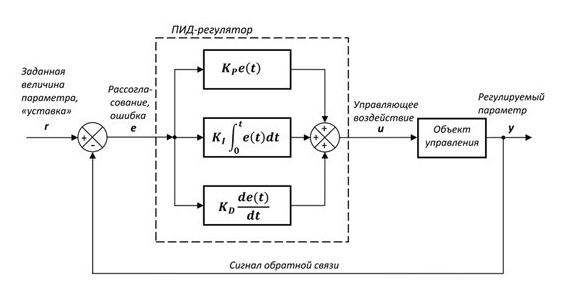 ПИД-регулятор
Заданная
величина
параметра,
«уставка»
r
Рассогла-
сование,
ошибка
e
+
-
K_P e(t)
K_I ∫_0^t e(t)dt
K_D de(t)/dt
+
+
+
Управляющее
воздействие
u
Объект
управления
Регулируемый
параметр
y
Сигнал обратной связи